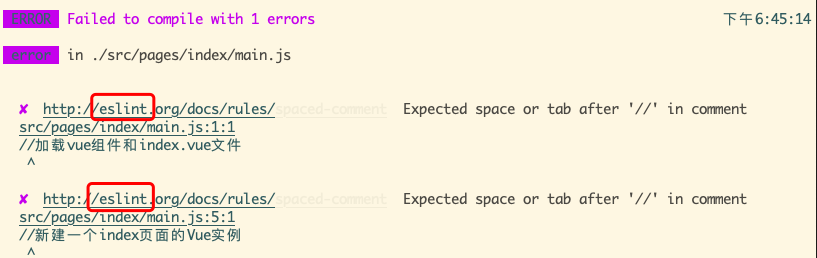 ERROR Failed to compile with 1 errors 下午6:45:14
error in ./src/pages/index/main.js
✘ http://eslint.org/docs/rules/spaced-comment Expected space or tab after '//' in comment
src/pages/index/main.js:1:1
//加载vue组件和index.vue文件
^
✘ http://eslint.org/docs/rules/spaced-comment Expected space or tab after '//' in comment
src/pages/index/main.js:5:1
//新建一个index页面的Vue实例
^